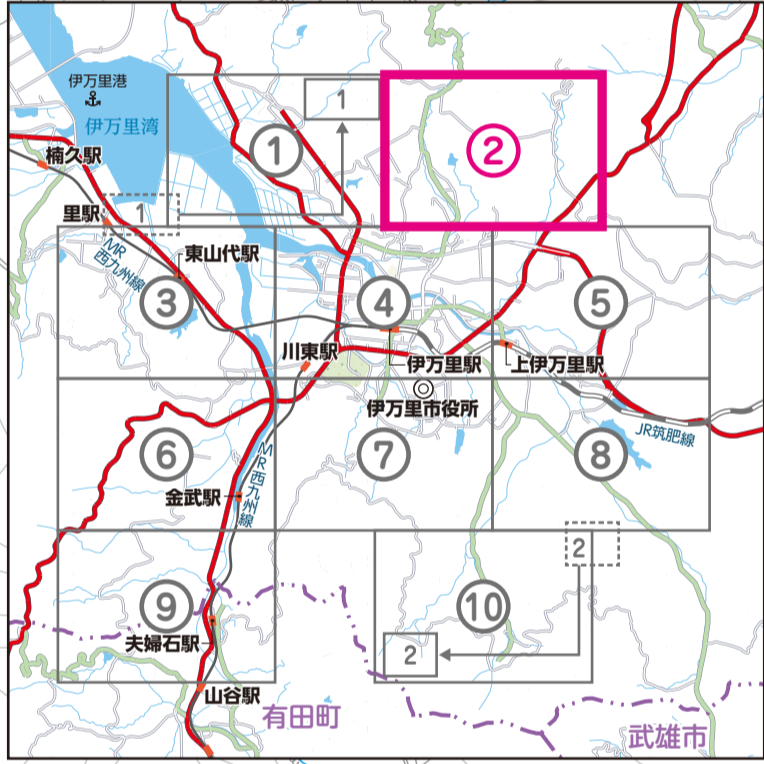 伊万里港
伊万里湾
1
①
②
楠久駅
里駅
1
MR
西九州線
東山代駅
③
④
⑤
川東駅
伊万里駅
上伊万里駅
伊万里市役所
JR筑肥線
⑥
⑦
⑧
MR西九州線
金武駅
2
⑨
⑩
夫婦石駅
2
山谷駅
有田町
武雄市